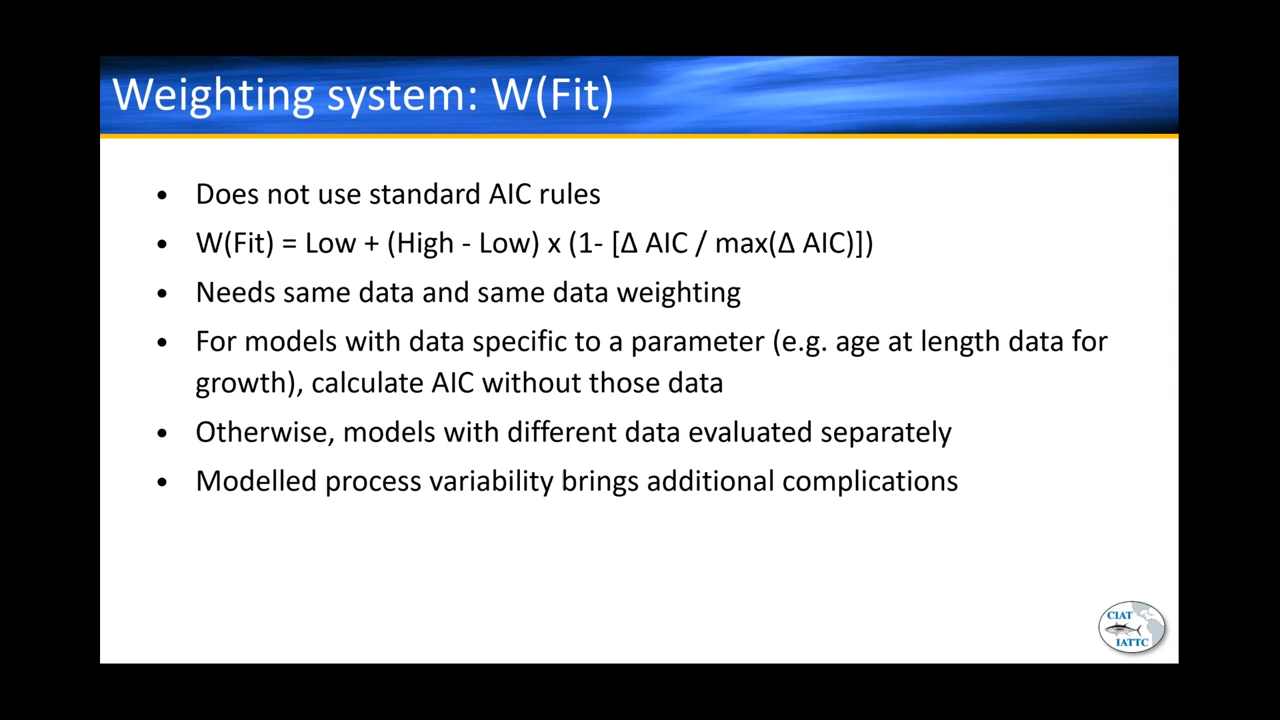 Weighting system: W(Fit)
• Does not use standard AIC rules
• W(Fit) = Low + (High - Low) x (1- [Δ AIC / max(Δ AIC)])
• Needs same data and same data weighting
• For models with data specific to a parameter (e.g. age at length data for
growth), calculate AIC without those data
• Otherwise, models with different data evaluated separately
• Modelled process variability brings additional complications
CIAT
IATTC